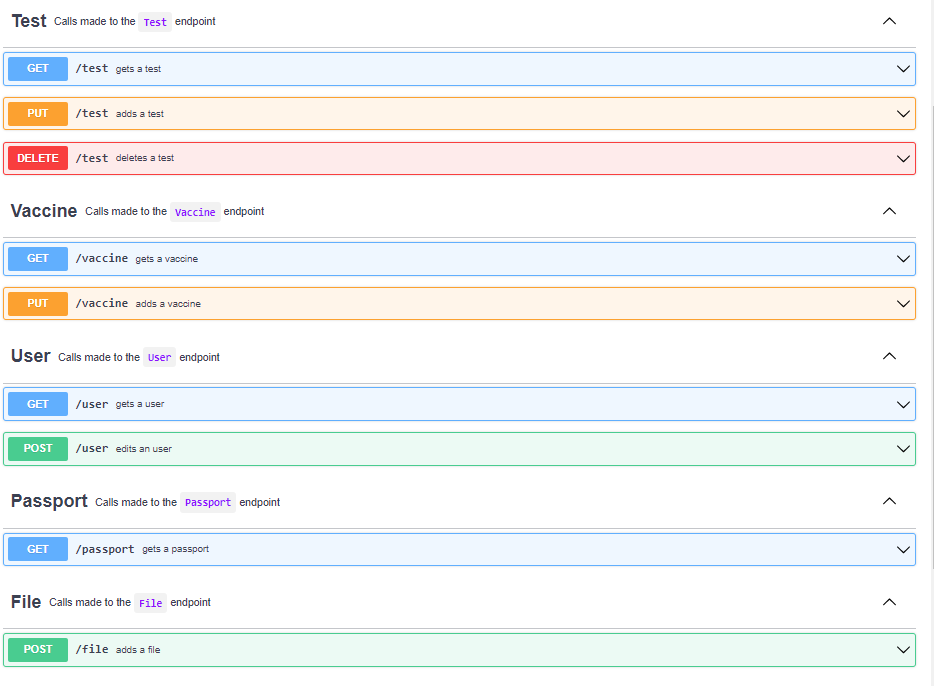 Test Calls made to the Test endpoint
GET /test gets a test
PUT /test adds a test
DELETE /test deletes a test
Vaccine Calls made to the Vaccine endpoint
GET /vaccine gets a vaccine
PUT /vaccine adds a vaccine
User Calls made to the User endpoint
GET /user gets a user
POST /user edits an user
Passport Calls made to the Passport endpoint
GET /passport gets a passport
File Calls made to the File endpoint
POST /file adds a file